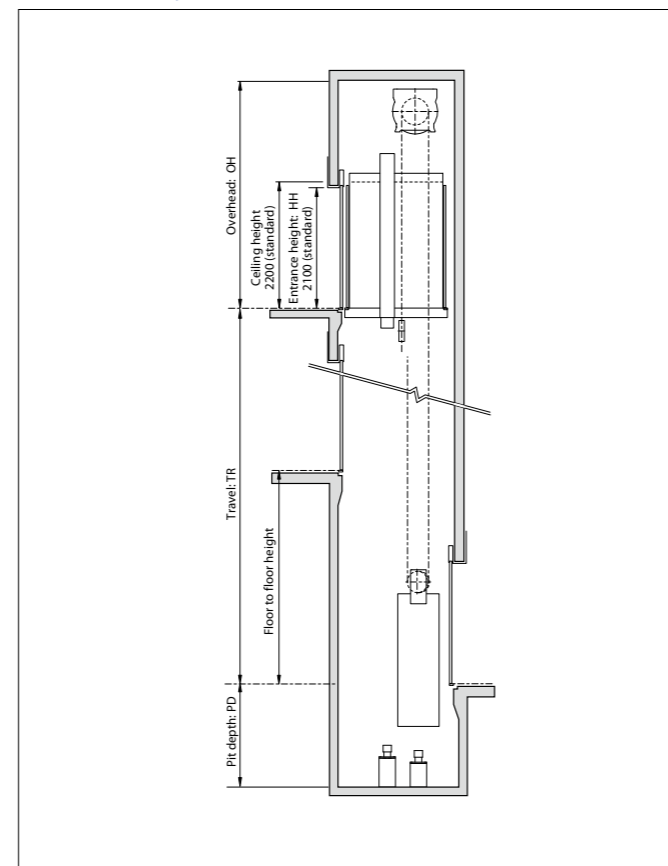 Overhead: OH
Ceiling height
2200 (standard)
Entrance height: HH
2100 (standard)
Travel: TR
Floor to floor height
Pit depth: PD